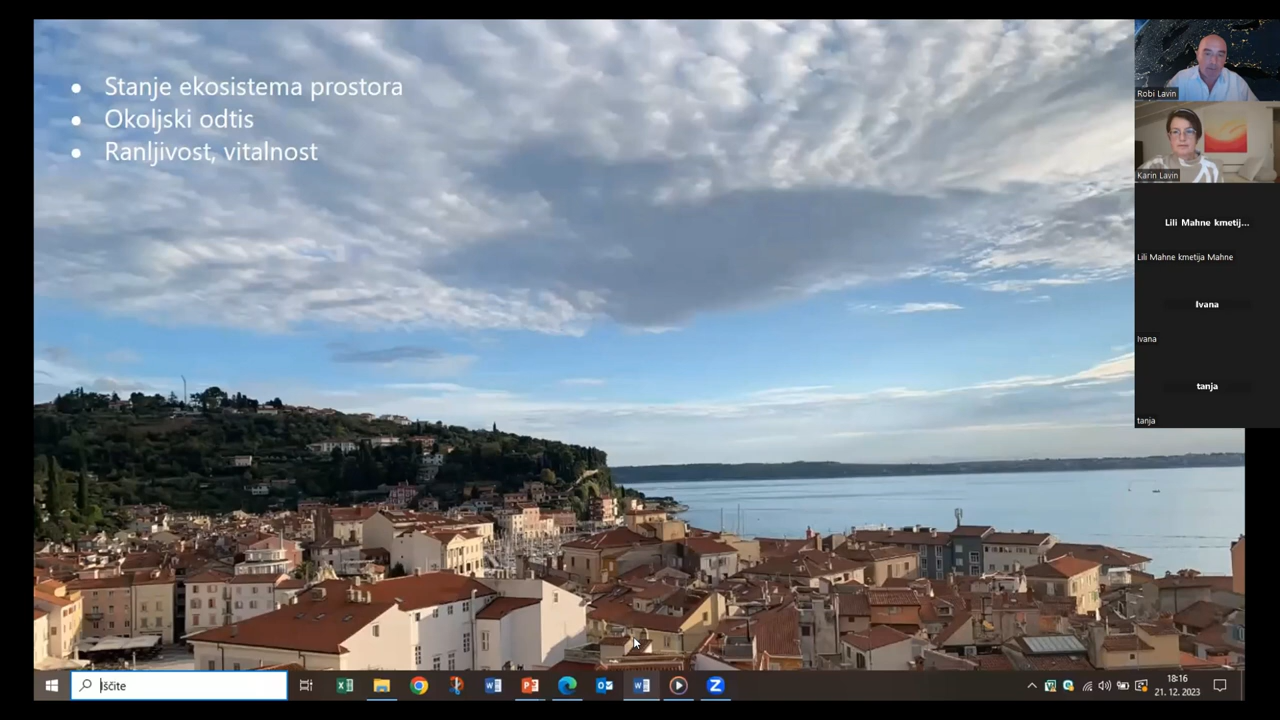 Stanje ekosistema prostora
Okoljski odtis
Ranljivost, vitalnost
Robi Lavin
Karin Lavin
Lili Mahne kmetij...
Lili Mahne kmetija Mahne
Ivana
Ivana
tanja
tanja
Iščite
18:16
21. 12. 2023